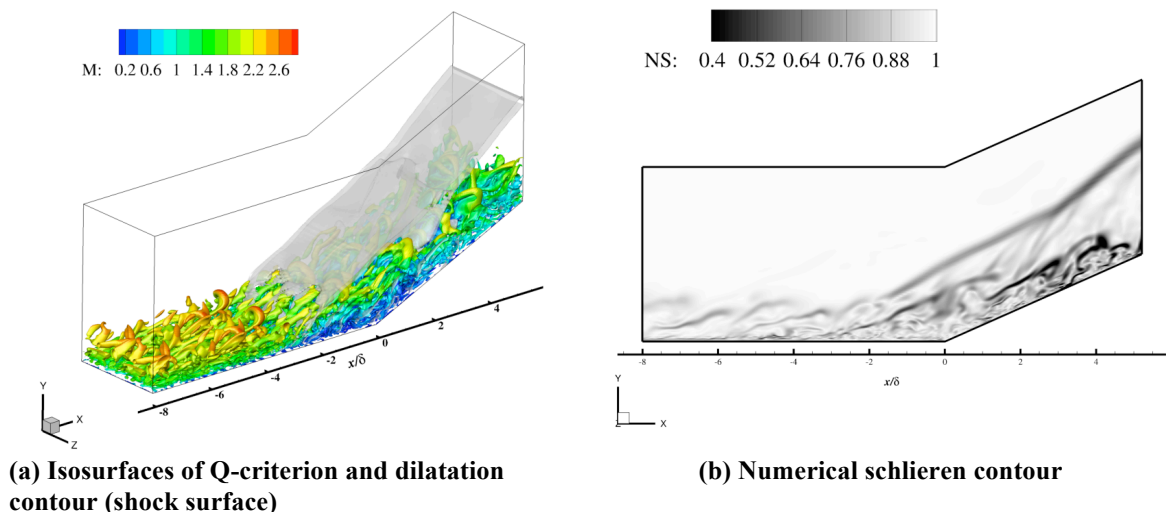 M: 0.2 0.6 1 1.4 1.8 2.2 2.6
-8 -6 -4 -2 0 2 4
x/δ
Y
X
Z
(a) Isosurfaces of Q-criterion and dilatation
contour (shock surface)
NS: 0.4 0.52 0.64 0.76 0.88 1
-8 -6 -4 -2 0 2 4
x/δ
Y
Z X
(b) Numerical schlieren contour